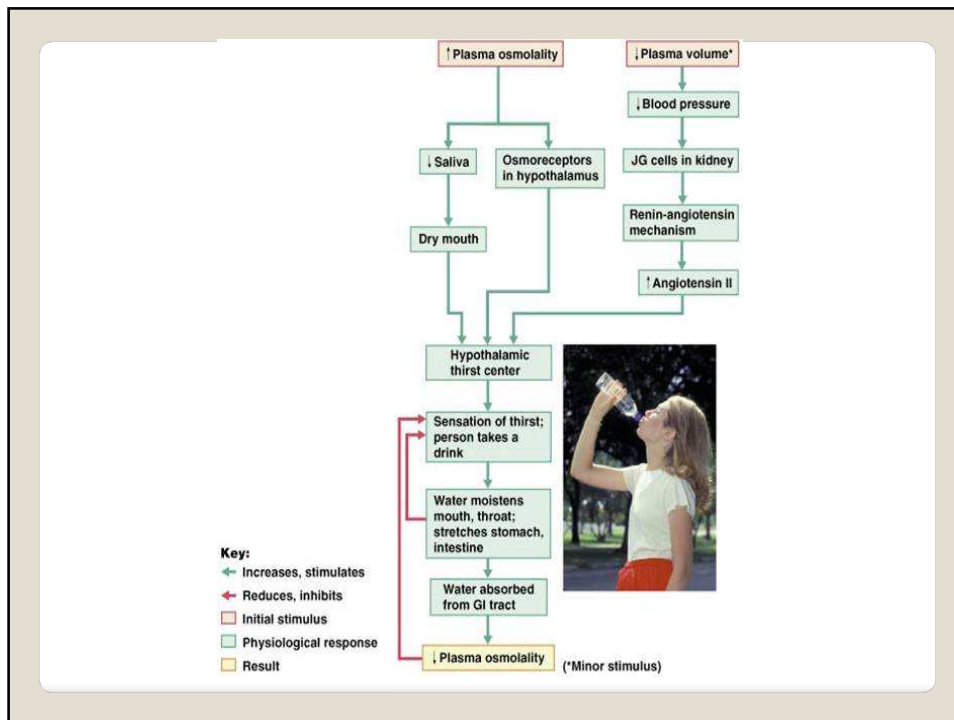 ↑ Plasma osmolality
↓ Plasma volume*
↓ Blood pressure
↓ Saliva
Osmoreceptors
in hypothalamus
JG cells in kidney
Dry mouth
Renin-angiotensin
mechanism
↑ Angiotensin II
Hypothalamic
thirst center
Sensation of thirst;
person takes a
drink
Water moistens
mouth, throat;
stretches stomach,
intestine
Water absorbed
from GI tract
↓ Plasma osmolality
(*Minor stimulus)
Key:
Increases, stimulates
Reduces, inhibits
Initial stimulus
Physiological response
Result